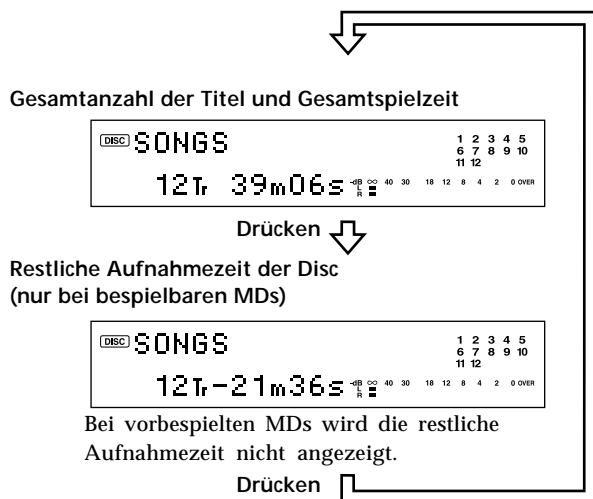 Gesamtanzahl der Titel und Gesamtspielzeit
DISC SONGS
1 2 3 4 5
6 7 8 9 10
11 12
12Tr 39m06s -dB L R ∞ 40 30 18 12 8 4 2 0 OVER
Drücken
Restliche Aufnahmezeit der Disc
(nur bei bespielbaren MDs)
DISC SONGS
1 2 3 4 5
6 7 8 9 10
11 12
12Tr-21m36s -dB L R ∞ 40 30 18 12 8 4 2 0 OVER
Bei vorbespielten MDs wird die restliche
Aufnahmezeit nicht angezeigt.
Drücken